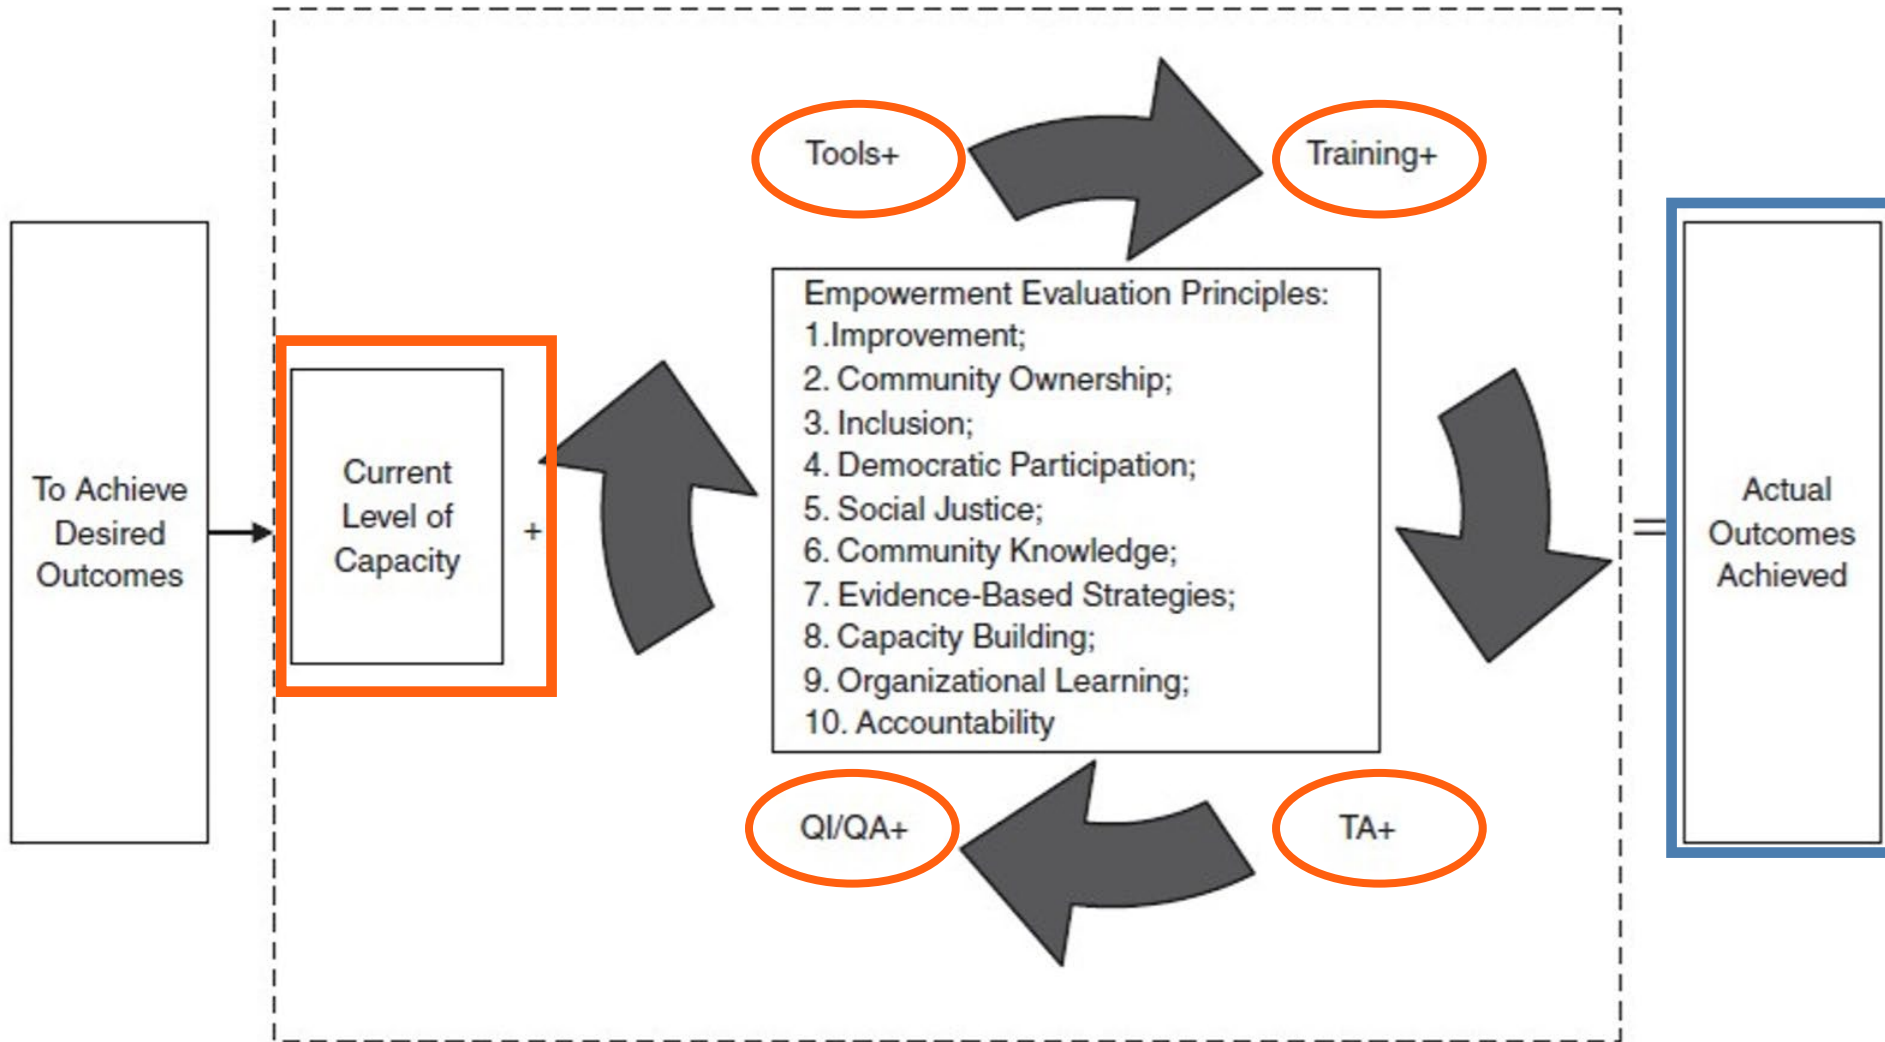 To Achieve
Desired
Outcomes
Current
Level of
Capacity
+
Tools+
Training+
Empowerment Evaluation Principles:
1.Improvement;
2. Community Ownership;
3. Inclusion;
4. Democratic Participation;
5. Social Justice;
6. Community Knowledge;
7. Evidence-Based Strategies;
8. Capacity Building;
9. Organizational Learning;
10. Accountability
QI/QA+
TA+
=
Actual
Outcomes
Achieved